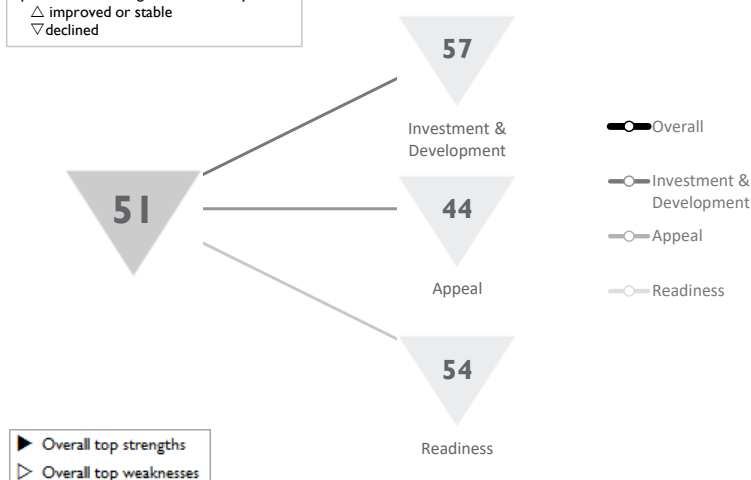 △ improved or stable
▽ declined
57
Investment &
Development
51
44
Appeal
54
Readiness
Overall
Investment &
Development
Appeal
Readiness
▶ Overall top strengths
▷ Overall top weaknesses